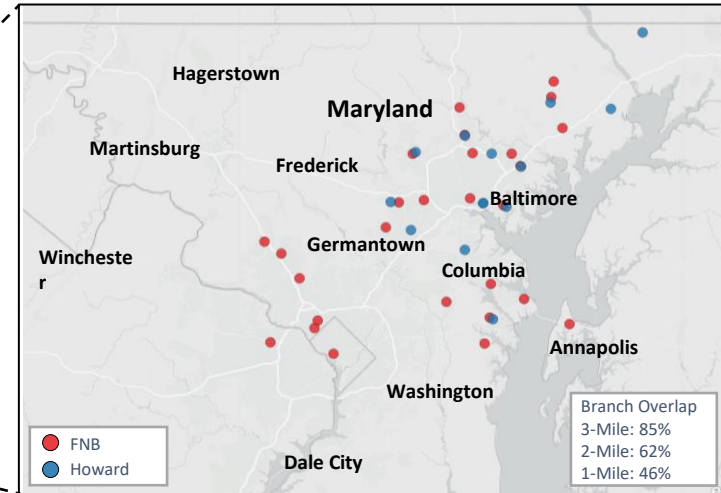 Hagerstown
Maryland
Martinsburg
Frederick
Baltimore
Wincheste
r
Germantown
Columbia
Annapolis
Washington
Dale City
FNB
Howard
Branch Overlap
3-Mile: 85%
2-Mile: 62%
1-Mile: 46%